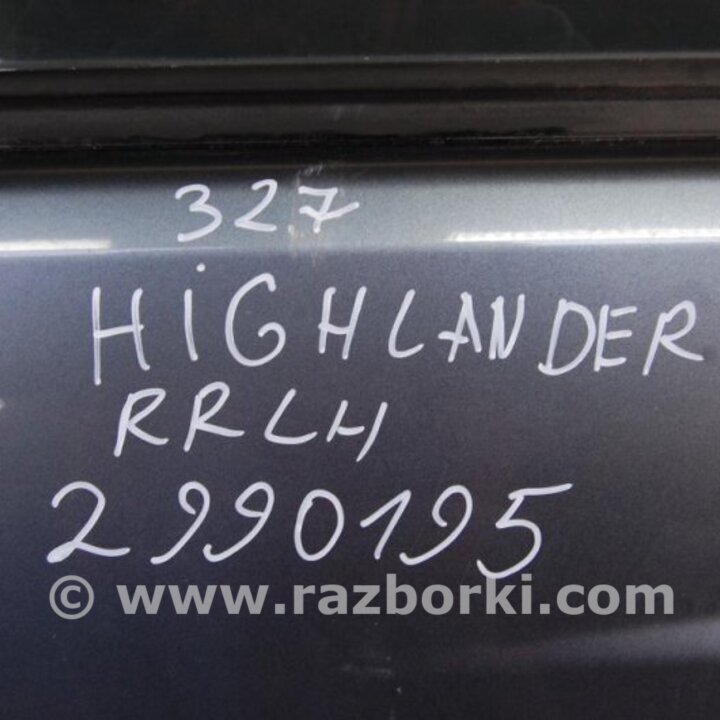 327
HiGHLANDER
RRLH
2990195
© www.razborki.com